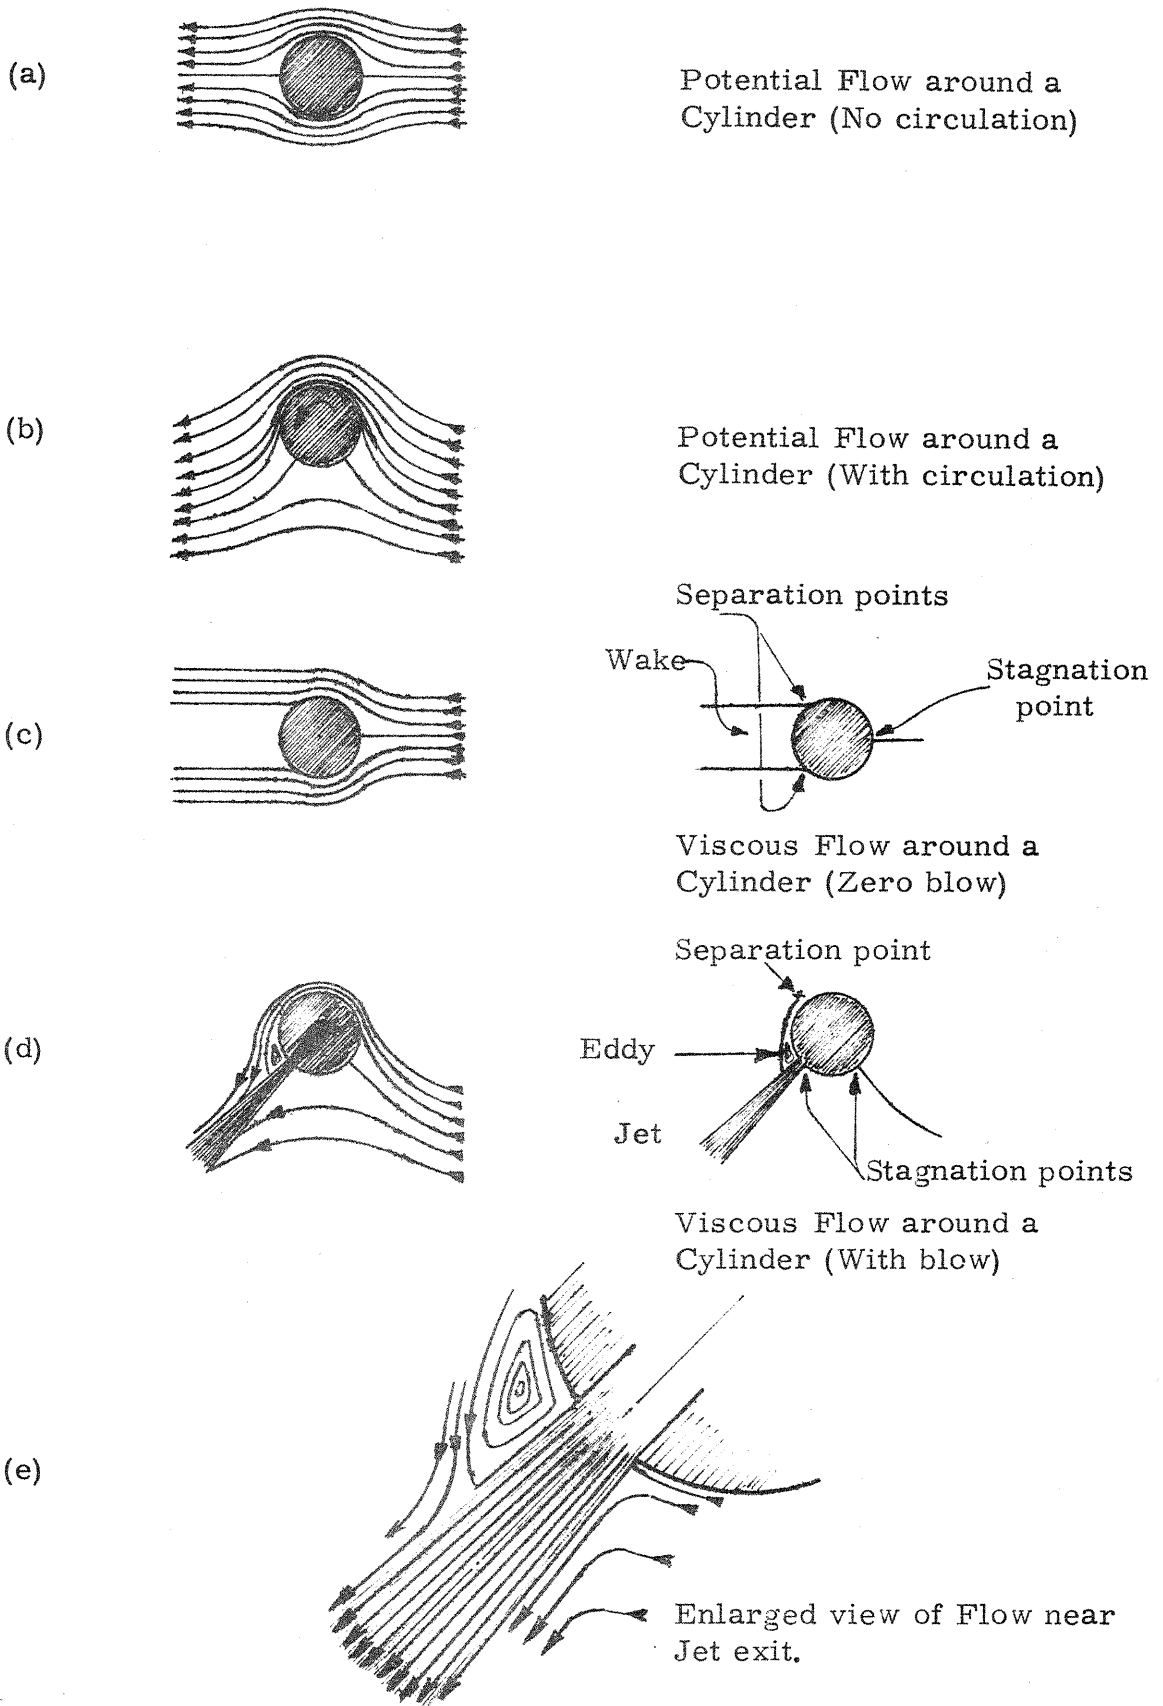 (a)
Potential Flow around a
Cylinder (No circulation)
(b)
Potential Flow around a
Cylinder (With circulation)
Separation points
Wake
Stagnation
point
(c)
Viscous Flow around a
Cylinder (Zero blow)
Separation point
(d)
Eddy
Jet
Stagnation points
Viscous Flow around a
Cylinder (With blow)
(e)
Enlarged view of Flow near
Jet exit.